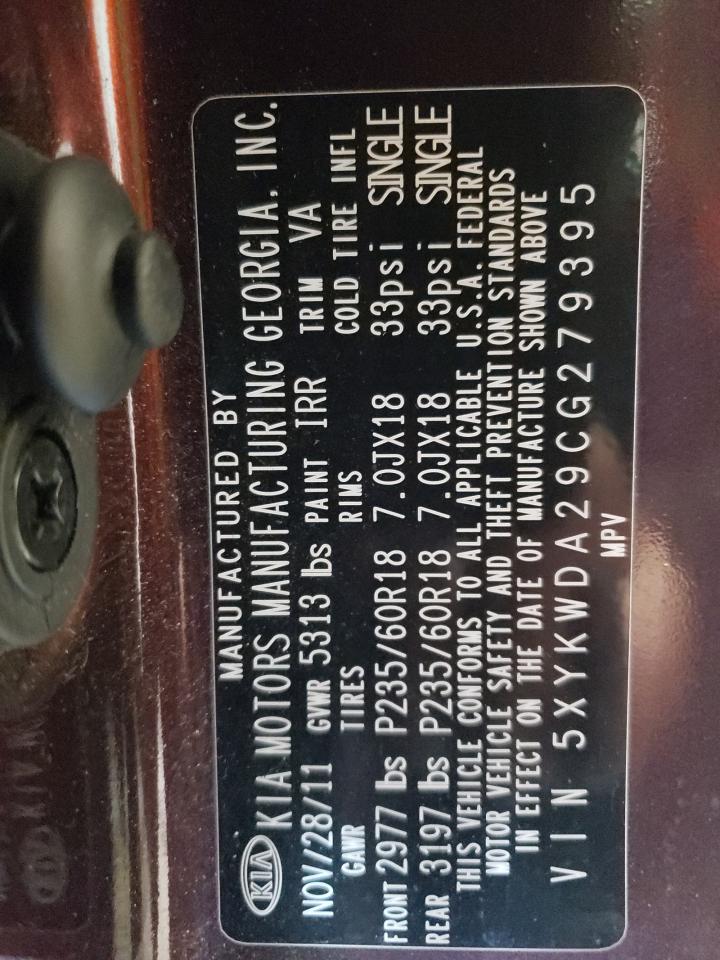 MANUFACTURED BY
KIA KIA MOTORS MANUFACTURING GEORGIA, INC.
NOV/28/11 GVWR 5313 lbs PAINT IRR TRIM VA
GAWR TIRES RIMS COLD TIRE INFL
FRONT 2977 lbs P235/60R18 7.0JX18 33psi SINGLE
REAR 3197 lbs P235/60R18 7.0JX18 33psi SINGLE
THIS VEHICLE CONFORMS TO ALL APPLICABLE U.S.A. FEDERAL
MOTOR VEHICLE SAFETY AND THEFT PREVENTION STANDARDS
IN EFFECT ON THE DATE OF MANUFACTURE SHOWN ABOVE
VIN 5XYKWDA29CG279395
MPV